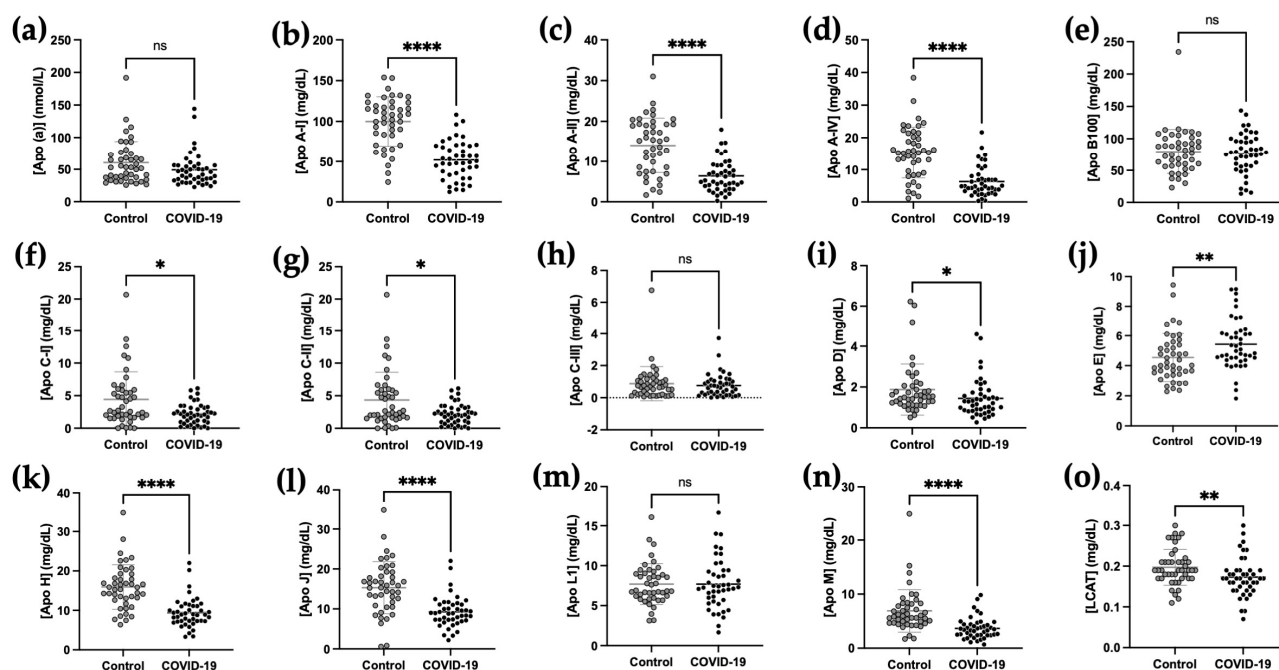 (a)
ns
[Apo (a)] (nmol/L)
250
200
150
100
50
0
Control COVID-19
(b)
****
[Apo A-I] (mg/dL)
200
150
100
50
0
Control COVID-19
(c)
****
[Apo A-II] (mg/dL)
40
30
20
10
0
Control COVID-19
(d)
****
[Apo A-IV] (mg/dL)
50
40
30
20
10
0
Control COVID-19
(e)
ns
[Apo B100] (mg/dL)
250
200
150
100
50
0
Control COVID-19
(f)
*
[Apo C-I] (mg/dL)
25
20
15
10
5
0
Control COVID-19
(g)
*
[Apo C-II] (mg/dL)
25
20
15
10
5
0
Control COVID-19
(h)
ns
[Apo C-III] (mg/dL)
8
6
4
2
0
-2
Control COVID-19
(i)
*
[Apo D] (mg/dL)
8
6
4
2
0
Control COVID-19
(j)
**
[Apo E] (mg/dL)
10
8
6
4
2
0
Control COVID-19
(k)
****
[Apo H] (mg/dL)
40
30
20
10
0
Control COVID-19
(l)
****
[Apo J] (mg/dL)
40
30
20
10
0
Control COVID-19
(m)
ns
[Apo L1] (mg/dL)
20
15
10
5
0
Control COVID-19
(n)
****
[Apo M] (mg/dL)
30
20
10
0
Control COVID-19
(o)
**
[LCAT] (mg/dL)
0.4
0.3
0.2
0.1
0.0
Control COVID-19